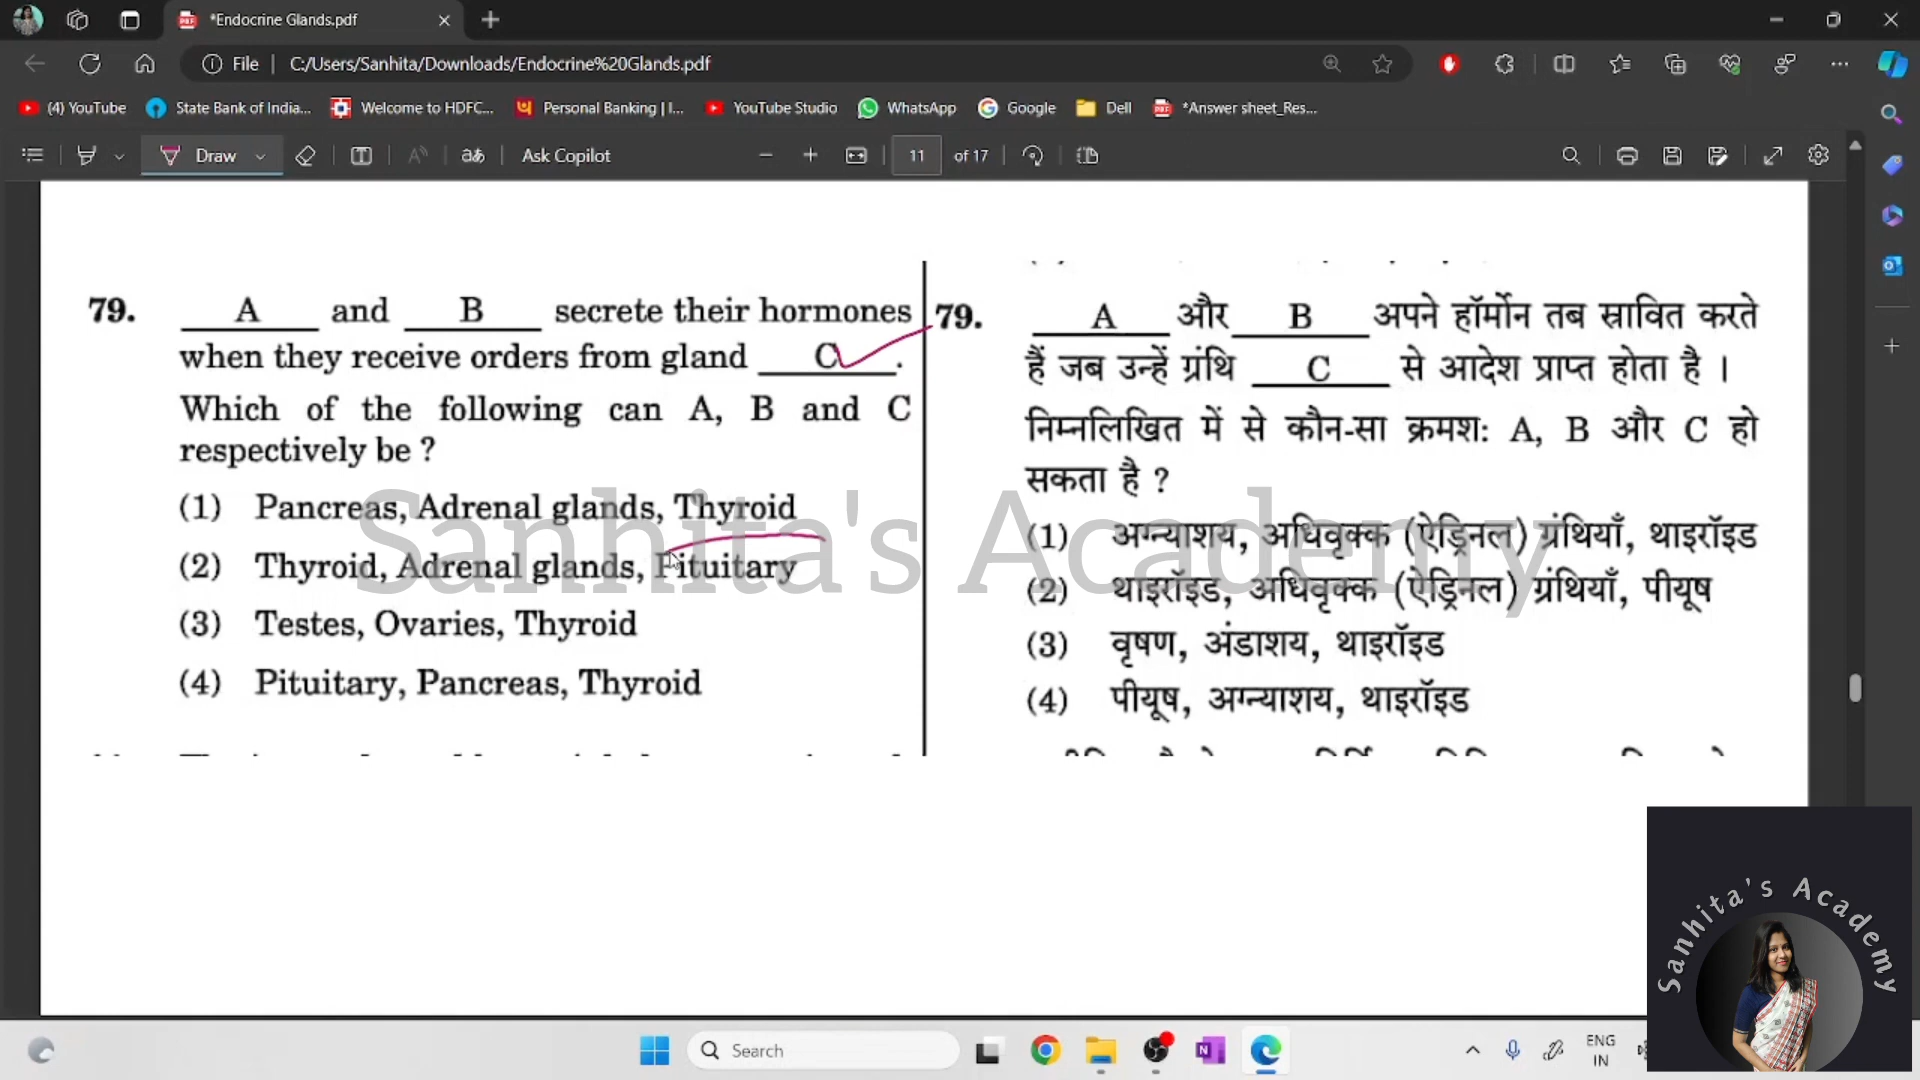 *Endocrine Glands.pdf
File
C:/Users/Sanhita/Downloads/Endocrine%20Glands.pdf
(4) YouTube
State Bank of India...
Welcome to HDFC...
Personal Banking | I...
YouTube Studio
WhatsApp
Google
Dell
*Answer sheet_Res...
Draw
aあ
Ask Copilot
11
of 17
79. A and B secrete their hormones
when they receive orders from gland C.
Which of the following can A, B and C
respectively be ?
(1) Pancreas, Adrenal glands, Thyroid
(2) Thyroid, Adrenal glands, Pituitary
(3) Testes, Ovaries, Thyroid
(4) Pituitary, Pancreas, Thyroid
79. A और B अपने हॉर्मोन तब स्रावित करते
हैं जब उन्हें ग्रंथि C से आदेश प्राप्त होता है ।
निम्नलिखित में से कौन-सा क्रमश: A, B और C हो
सकता है ?
(1) अग्न्याशय, अधिवृक्क (ऐड्रिनल) ग्रंथियाँ, थाइरॉइड
(2) थाइरॉइड, अधिवृक्क (ऐड्रिनल) ग्रंथियाँ, पीयूष
(3) वृषण, अंडाशय, थाइरॉइड
(4) पीयूष, अग्न्याशय, थाइरॉइड
Sanhita's Academy
Sanhita's Academy
Search
ENG
IN